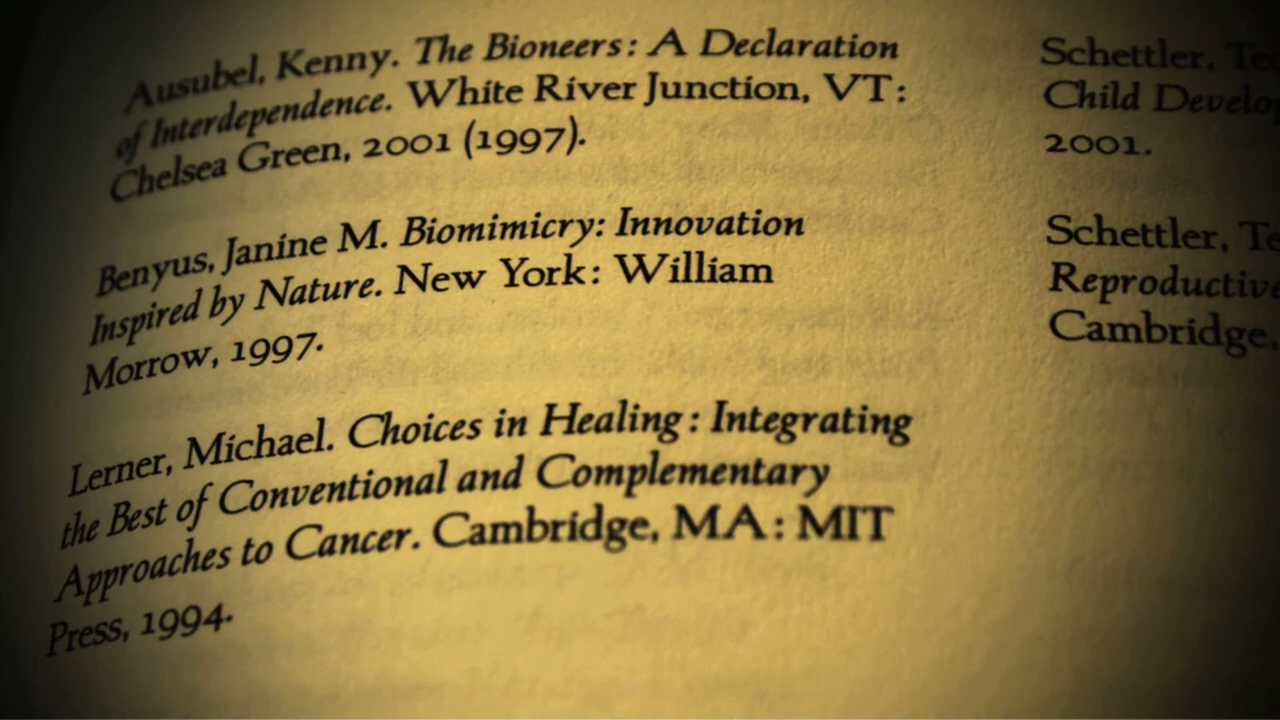 Ausubel, Kenny. The Bioneers: A Declaration
of Interdependence. White River Junction, VT:
Chelsea Green, 2001 (1997).
Benyus, Janine M. Biomimicry: Innovation
Inspired by Nature. New York: William
Morrow, 1997.
Lerner, Michael. Choices in Healing: Integrating
the Best of Conventional and Complementary
Approaches to Cancer. Cambridge, MA: MIT
Press, 1994.
Schettler,
Child
2001.
Schettler,
Cambridge,